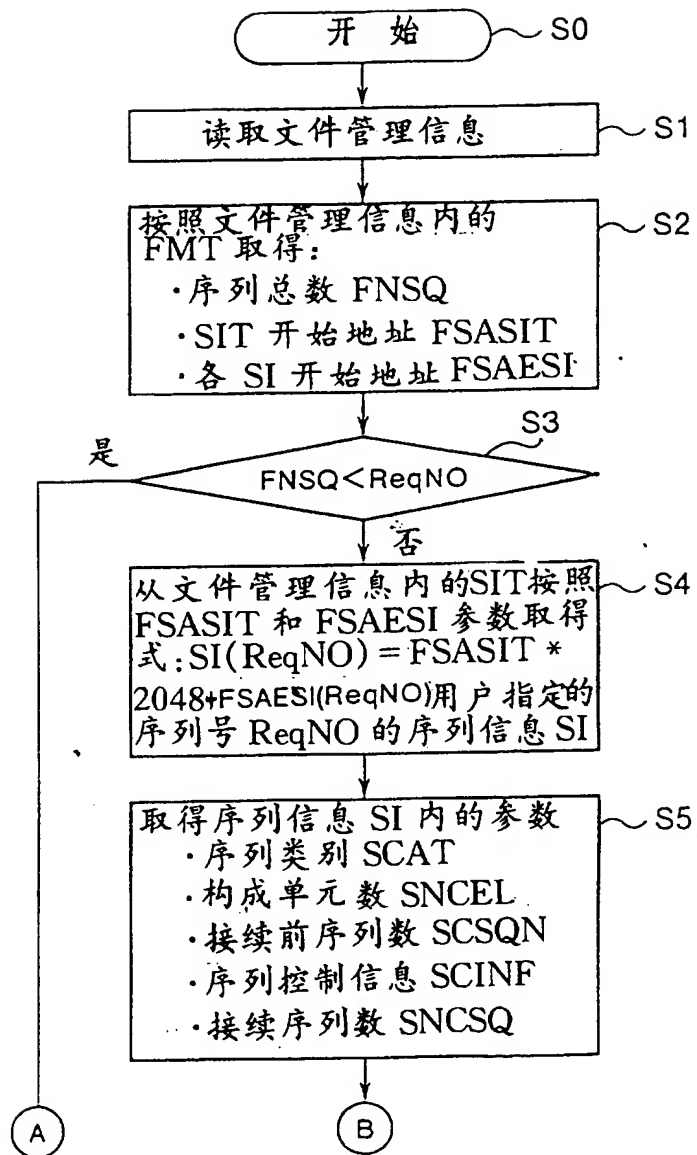 开 始
S0
读取文件管理信息
S1
按照文件管理信息内的
FMT 取得:
·序列总数 FNSQ
·SIT 开始地址 FSASIT
·各 SI 开始地址 FSAESI
S2
S3
是
FNSQ<ReqNO
否
从文件管理信息内的SIT按照
FSASIT 和 FSAESI 参数取得
式:SI(ReqNO)=FSASIT *
2048+FSAESI(ReqNO)用户指定的
序列号 ReqNO 的序列信息 SI
S4
取得序列信息 SI 内的参数
·序列类别 SCAT
·构成单元数 SNCEL
·接续前序列数 SCSQN
·序列控制信息 SCINF
·接续序列数 SNCSQ
S5
A
B